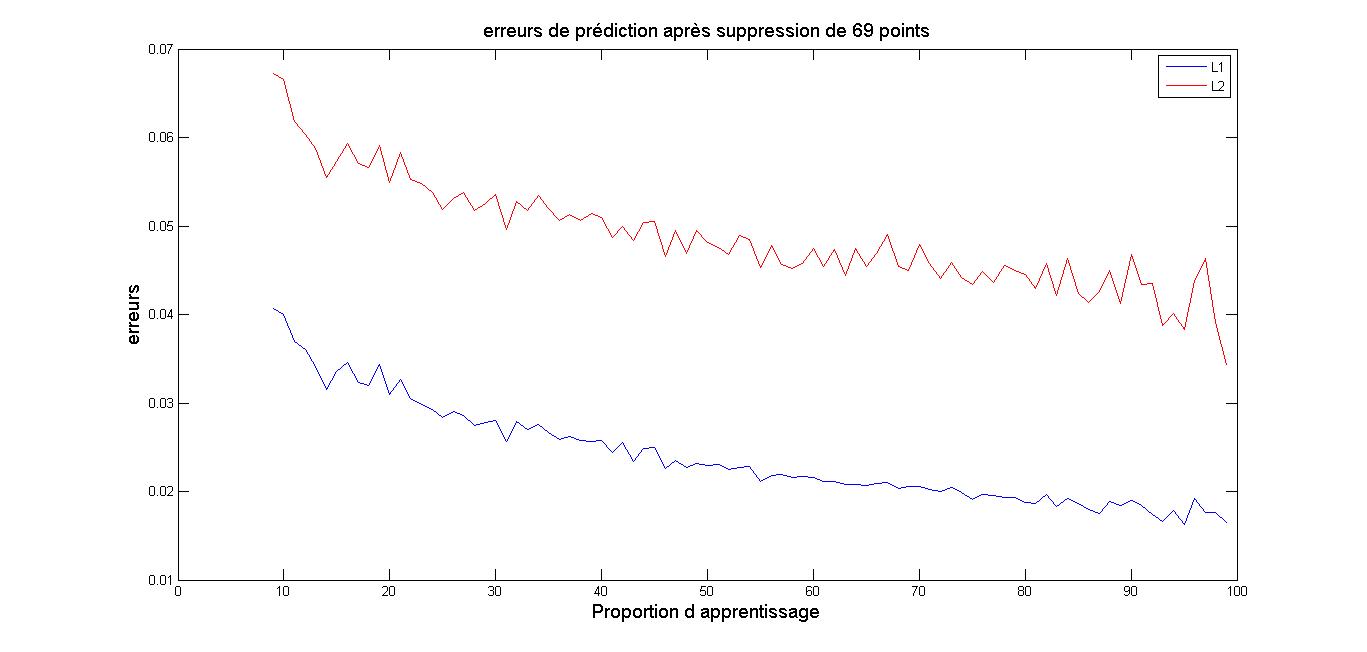 erreurs de prédiction après suppression de 69 points
L1
L2
0.07
0.06
0.05
0.04
0.03
0.02
0.01
erreurs
0 10 20 30 40 50 60 70 80 90 100
Proportion d apprentissage